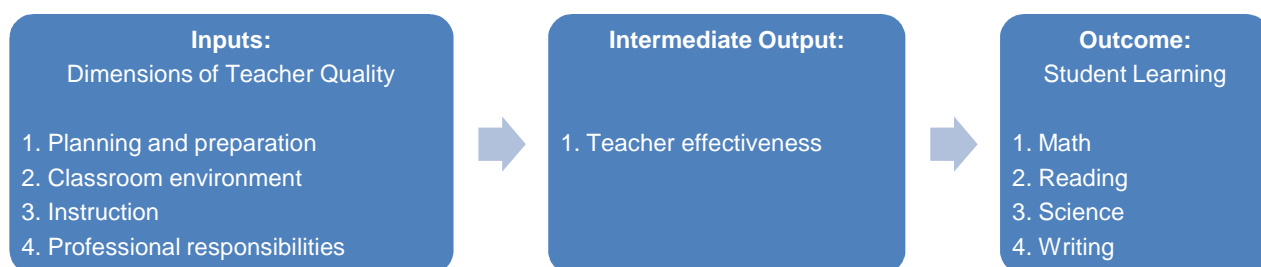 Inputs:
Dimensions of Teacher Quality
1. Planning and preparation
2. Classroom environment
3. Instruction
4. Professional responsibilities
Intermediate Output:
1. Teacher effectiveness
Outcome:
Student Learning
1. Math
2. Reading
3. Science
4. Writing